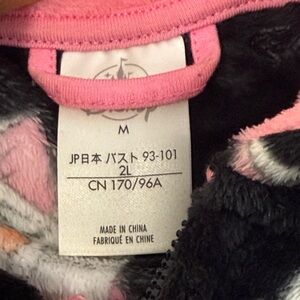 M
JP日本 バスト 93-101
2L
CN 170/96A
MADE IN CHINA
FABRIQUÉ EN CHINE